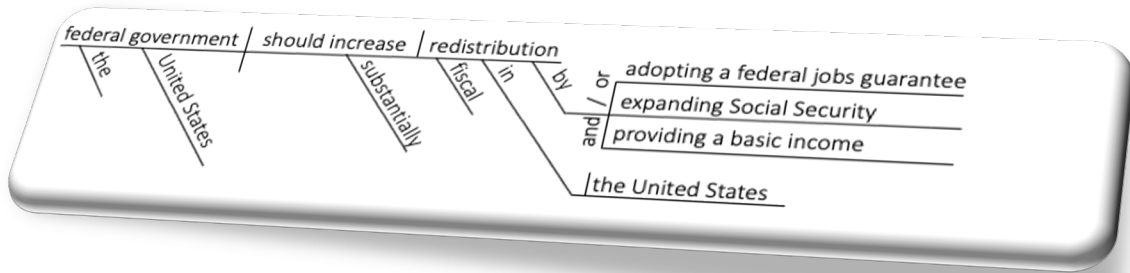 federal government should increase redistribution
the
United States
substantially
fiscal
in
by
and / or
adopting a federal jobs guarantee
expanding Social Security
providing a basic income
the United States